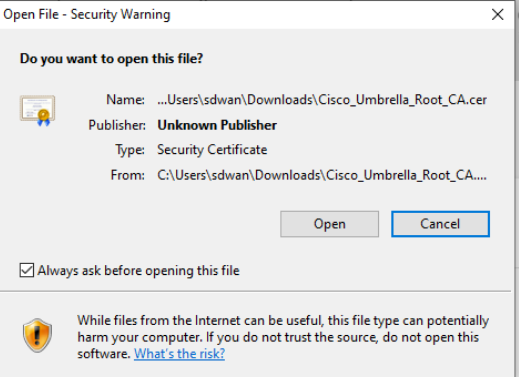 Open File - Security Warning
Do you want to open this file?
Name: ...Users\sdwan\Downloads\Cisco_Umbrella_Root_CA.cer
Publisher: Unknown Publisher
Type: Security Certificate
From: C:\Users\sdwan\Downloads\Cisco_Umbrella_Root_CA....
Open Cancel
Always ask before opening this file
While files from the Internet can be useful, this file type can potentially
harm your computer. If you do not trust the source, do not open this
software. What's the risk?